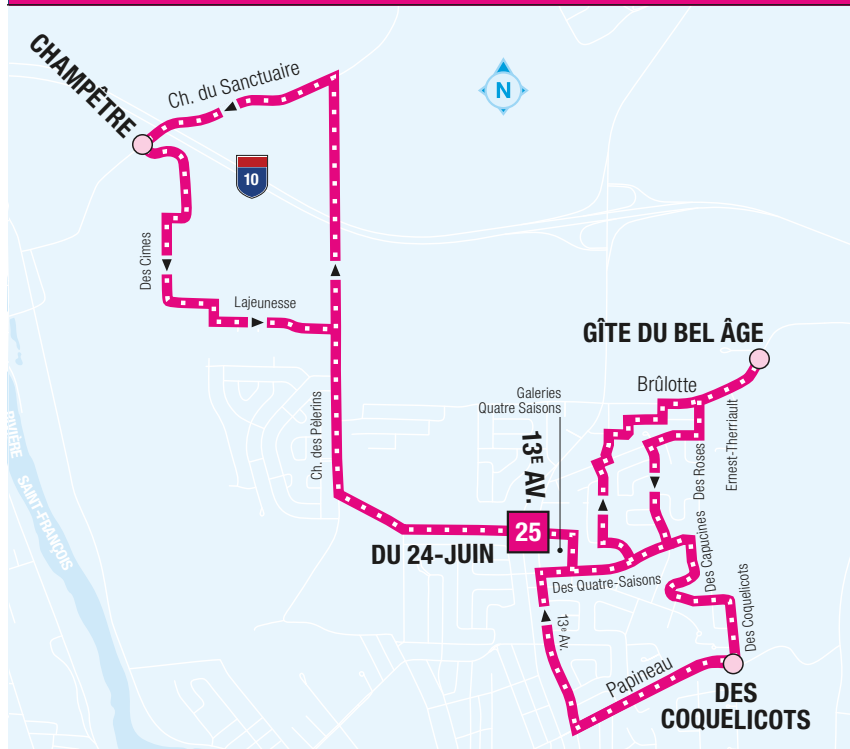 CHAMPÊTRE
Ch. du Sanctuaire
N
10
Des Cimes
Lajeunesse
GÎTE DU BEL ÂGE
Brûlotte
Galeries
Quatre Saisons
Ch. des Pèlerins
13E AV.
Des Roses
Ernest-Therriault
RIVIÈRE
SAINT-FRANÇOIS
25
DU 24-JUIN
Des Quatre-Saisons
Des Capucines
13e Av.
Des Coquelicots
Papineau
DES
COQUELICOTS